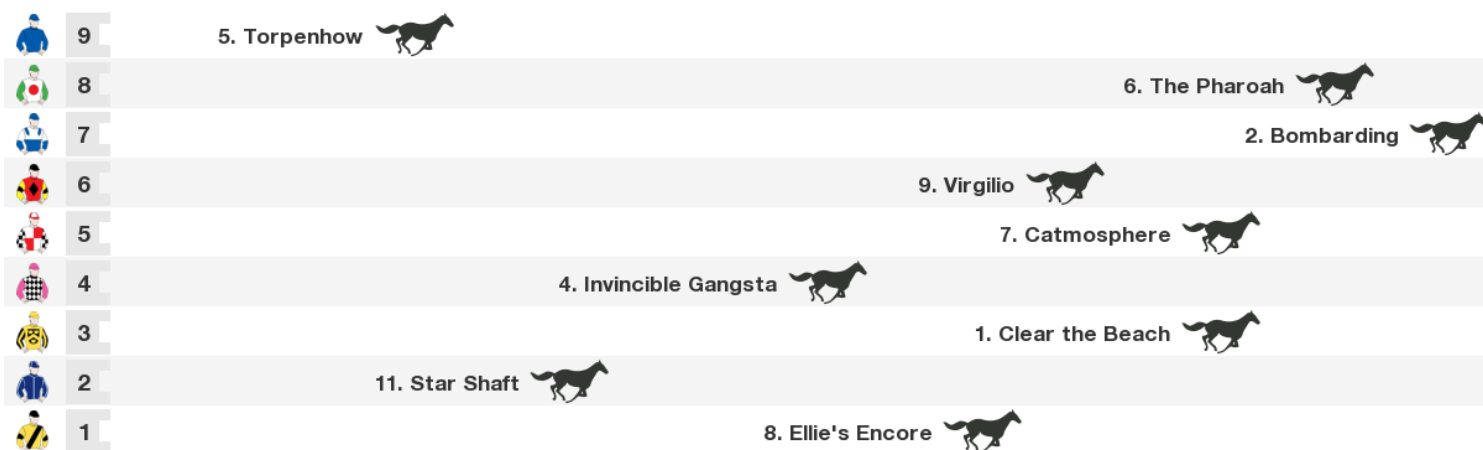 9 5. Torpenhow
8 6. The Pharoah
7 2. Bombarding
6 9. Virgilio
5 7. Catmosphere
4 4. Invincible Gangsta
3 1. Clear the Beach
2 11. Star Shaft
1 8. Ellie's Encore